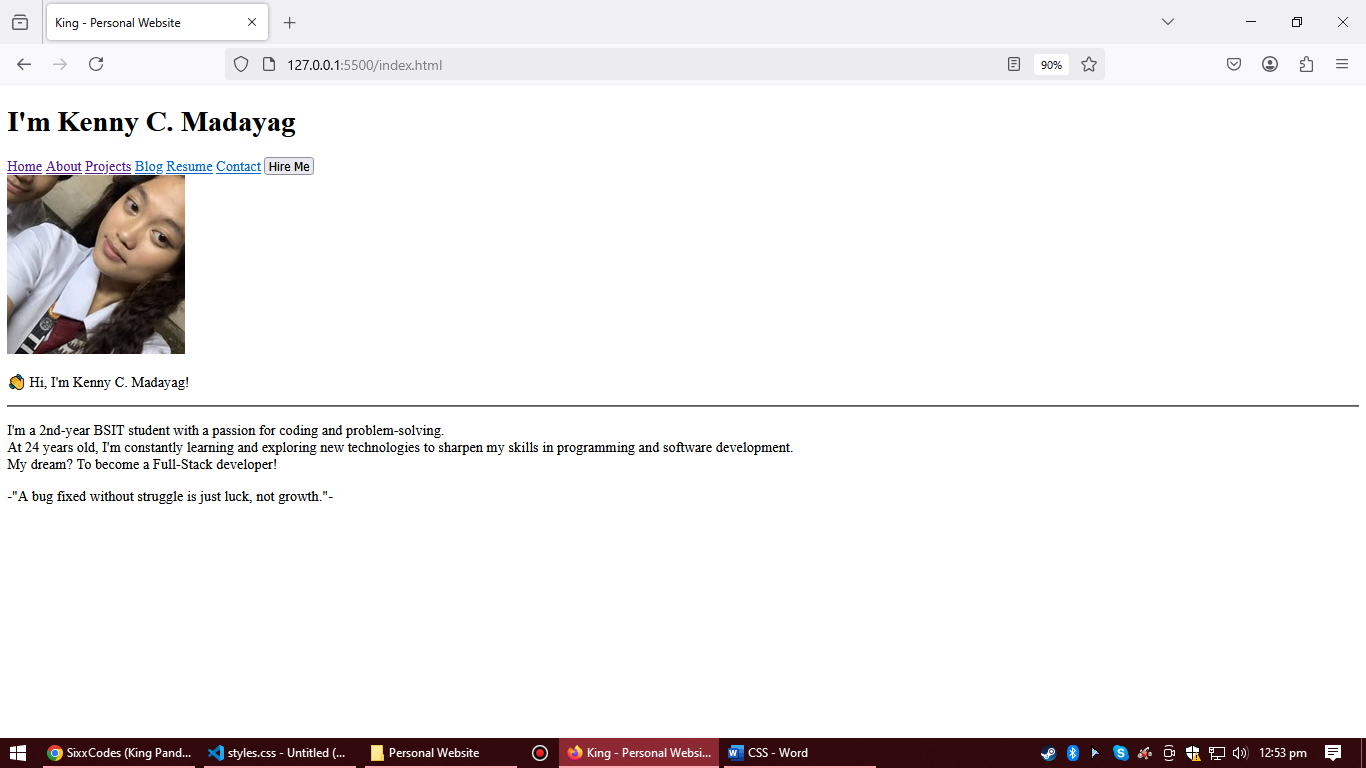 King - Personal Website
127.0.0.1:5500/index.html
90%
I'm Kenny C. Madayag
Home About Projects Blog Resume Contact Hire Me
👏 Hi, I'm Kenny C. Madayag!
I'm a 2nd-year BSIT student with a passion for coding and problem-solving.
At 24 years old, I'm constantly learning and exploring new technologies to sharpen my skills in programming and software development.
My dream? To become a Full-Stack developer!
-"A bug fixed without struggle is just luck, not growth."-
SixxCodes (King Pand... styles.css - Untitled (... Personal Website King - Personal Websi... CSS - Word 12:53 pm